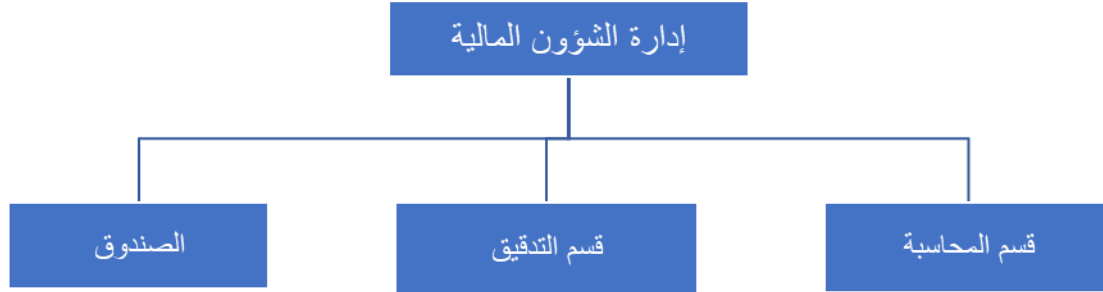 إدارة الشؤون المالية
قسم المحاسبة
قسم التدقيق
الصندوق